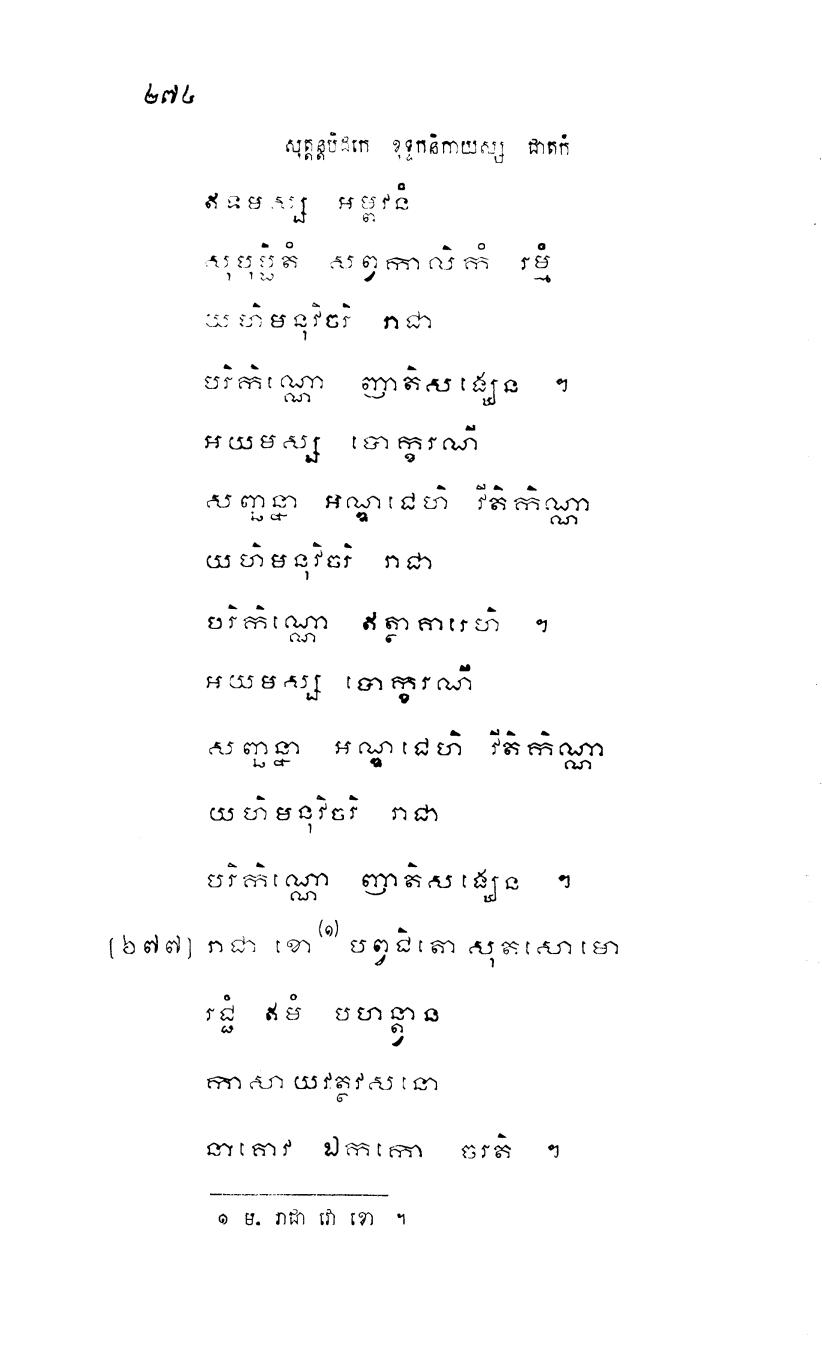 ២៧៤
សុត្តន្តបិដកេ ខុទ្ទកនិកាយស្ស ជាតកំ
ឥទមស្ស អម្ពវនំ
សុបុប្ផិតំ សព្វកាលិកំ រម្មំ
យហិមនុវិចរិ រាជា
បរិកិណ្ណោ ញាតិសង្ឃេន ។
អយមស្ស បោក្ខរណី
សញ្ឆន្នា អណ្ឌជេហិ វីតិកិណ្ណា
យហិមនុវិចរិ រាជា
បរិកិណ្ណោ ឥត្ថាគារេហិ ។
អយមស្ស បោក្ខរណី
សញ្ឆន្នា អណ្ឌជេហិ វីតិកិណ្ណា
យហិមនុវិចរិ រាជា
បរិកិណ្ណោ ញាតិសង្ឃេន ។
[៦៧៧] រាជា ខោ(១) បព្វជិតោ សុតសោមោ
រជ្ជំ ឥមំ បហន្ត្វាន
កាសាយវត្ថវសនោ
នាគោវ ឯកកោ ចរតិ ។
១ ម. រាជា វោ ខោ ។